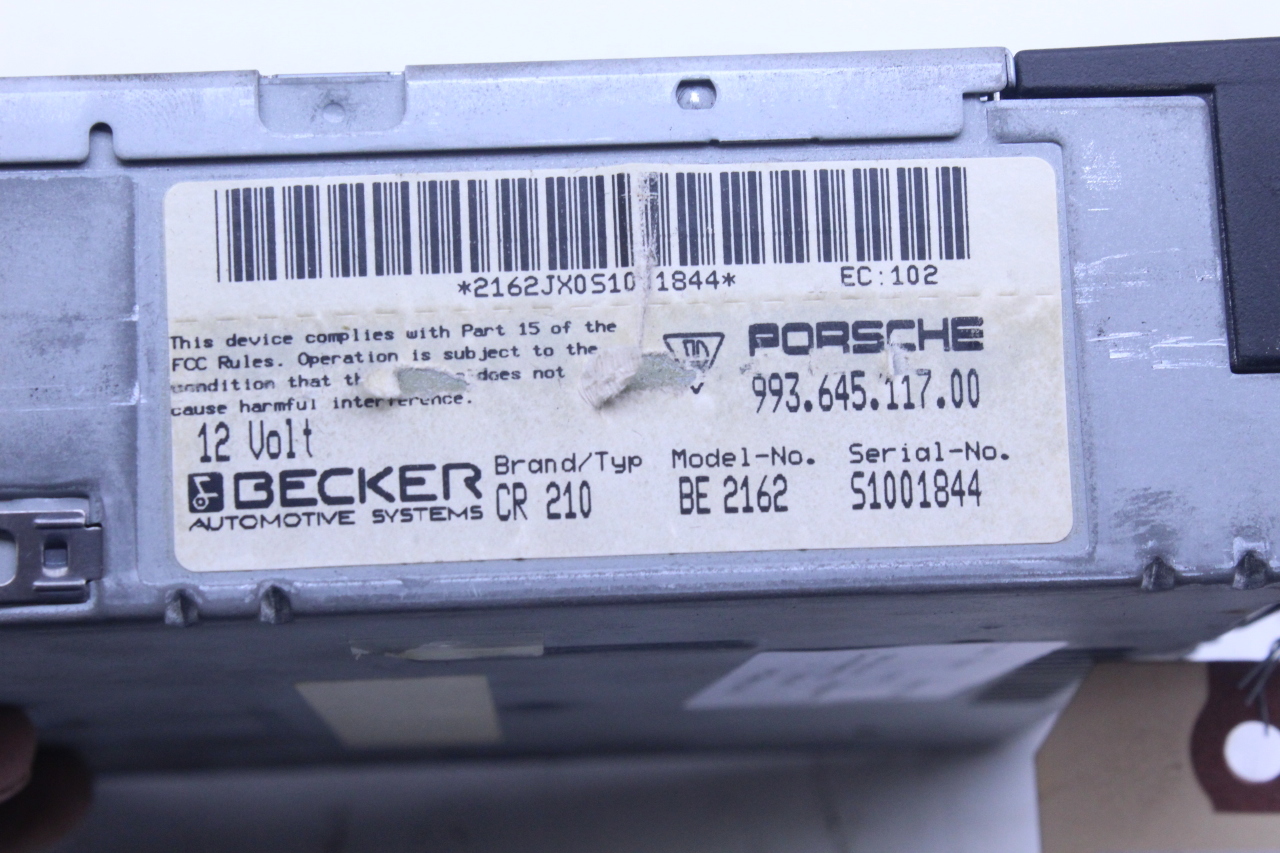 *2162JX0S10 1844* EC:102
This device complies with Part 15 of the
FCC Rules. Operation is subject to the
condition that does not
cause harmful interference.
PORSCHE
993.645.117.00
12 Volt
BECKER
AUTOMOTIVE SYSTEMS
Brand/Typ Model-No. Serial-No.
CR 210 BE 2162 S1001844